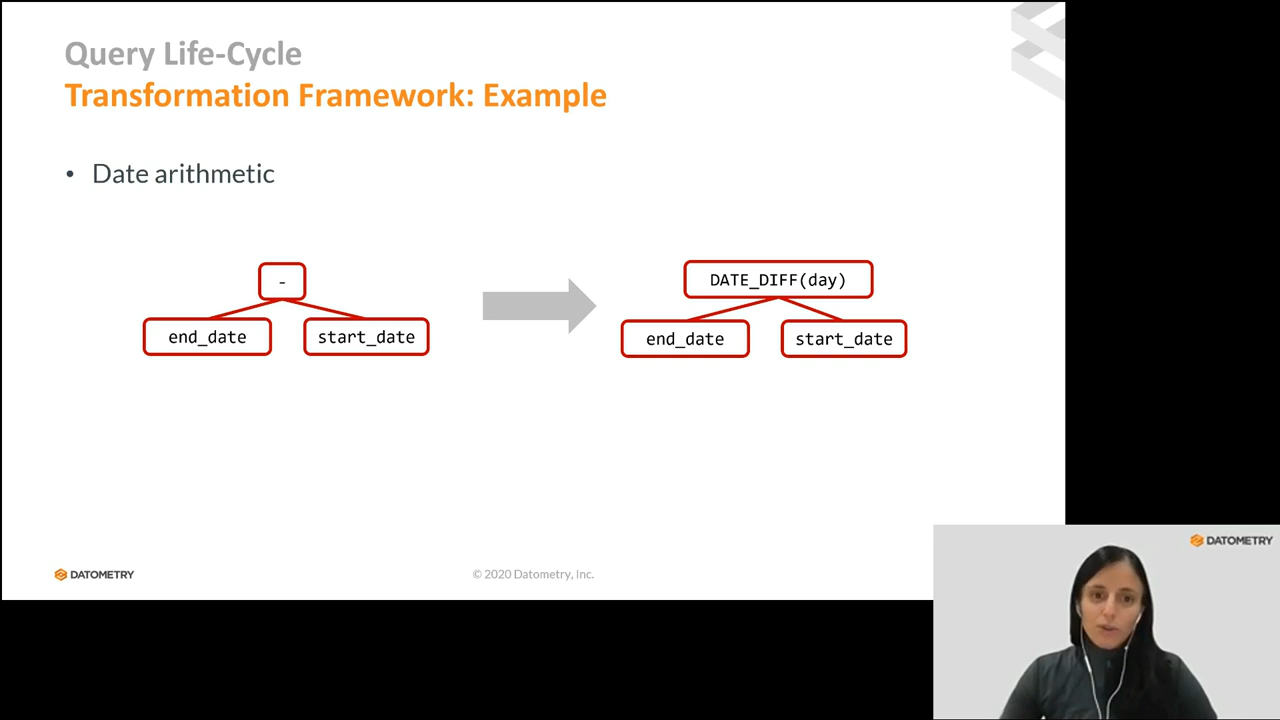 Query Life-Cycle
Transformation Framework: Example
• Date arithmetic
-
end_date start_date
DATE_DIFF(day)
end_date start_date
DATOMETRY
© 2020 Datometry, Inc.
DATOMETRY